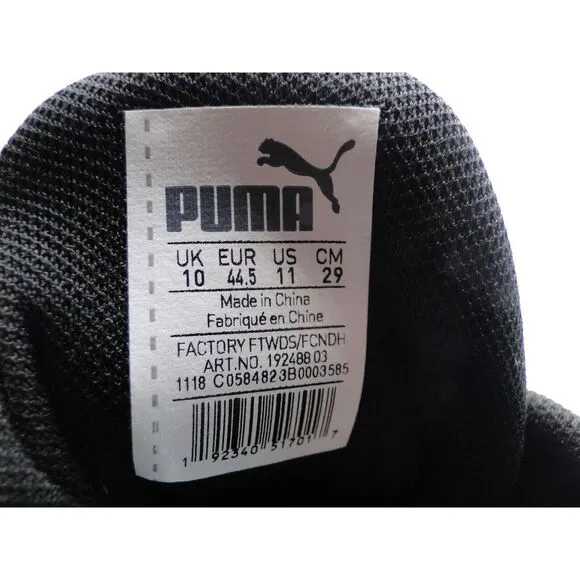 PUMA
UK EUR US CM
10 44.5 11 29
Made in China
Fabriqué en Chine
FACTORY FTWDS/FCNDH
ART.NO. 192488 03
1118 C0584823B0003585
1 92340 51701 7